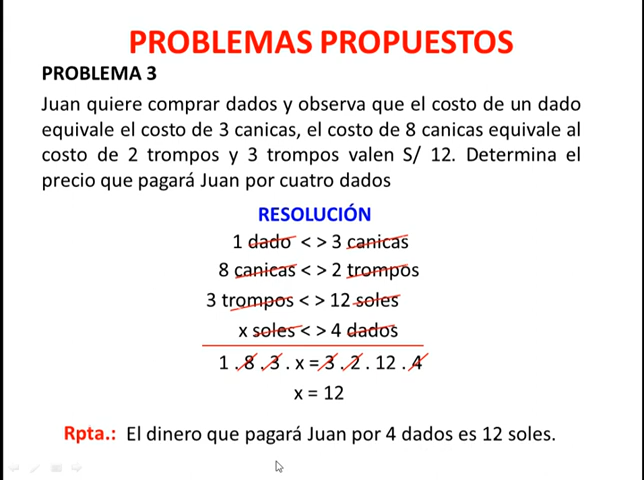 PROBLEMAS PROPUESTOS
PROBLEMA 3
Juan quiere comprar dados y observa que el costo de un dado
equivale el costo de 3 canicas, el costo de 8 canicas equivale al
costo de 2 trompos y 3 trompos valen S/ 12. Determina el
precio que pagará Juan por cuatro dados
RESOLUCIÓN
1 dado < > 3 canicas
8 canicas < > 2 trompos
3 trompos < > 12 soles
x soles < > 4 dados
1 . 8 . 3 . x = 3 . 2 . 12 . 4
x = 12
Rpta.: El dinero que pagará Juan por 4 dados es 12 soles.